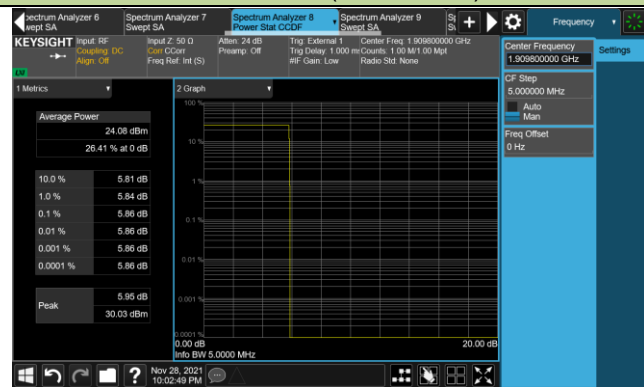 pectrum Analyzer 6
Swept SA
Spectrum Analyzer 7
Swept SA
Spectrum Analyzer 8
Power Stat CCDF
Spectrum Analyzer 9
Swept SA
Frequency
KEYSIGHT
Input: RF
Coupling: DC
Align: Off
Input Z: 50 Ω
Corr CCorr
Freq Ref: Int (S)
Atten: 24 dB
Preamp: Off
Trig: External 1
Trig Delay: 1.000 m
#IF Gain: Low
Center Freq: 1.909800000 GHz
Counts: 1.00 M/1.00 Mpt
Radio Std: None
Center Frequency
1.909800000 GHz
Settings
CF Step
5.000000 MHz
Auto
Man
Freq Offset
0 Hz
1 Metrics
Average Power
24.08 dBm
26.41 % at 0 dB
10.0 % 5.81 dB
1.0 % 5.84 dB
0.1 % 5.86 dB
0.01 % 5.86 dB
0.001 % 5.86 dB
0.0001 % 5.86 dB
Peak
5.95 dB
30.03 dBm
2 Graph
100 %
10 %
1 %
0.1 %
0.01 %
0.001 %
0.0001 %
0.00 dB
20.00 dB
Info BW 5.0000 MHz
Nov 28, 2021
10:02:49 PM